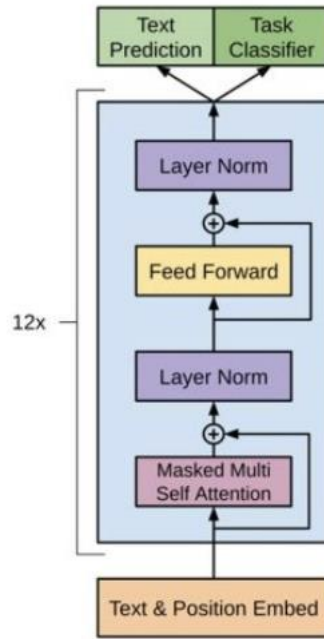 Text
Prediction
Task
Classifier
Layer Norm
Feed Forward
12x
Layer Norm
Masked Multi
Self Attention
Text & Position Embed